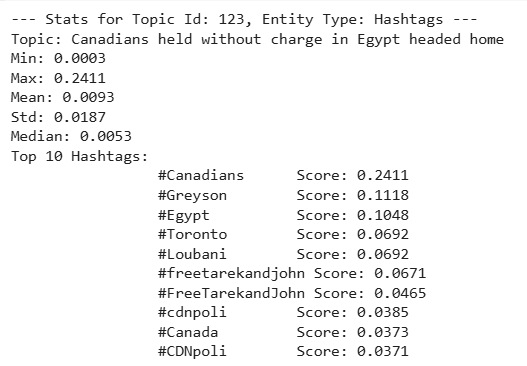 --- Stats for Topic Id: 123, Entity Type: Hashtags ---
Topic: Canadians held without charge in Egypt headed home
Min: 0.0003
Max: 0.2411
Mean: 0.0093
Std: 0.0187
Median: 0.0053
Top 10 Hashtags:
#Canadians Score: 0.2411
#Greyson Score: 0.1118
#Egypt Score: 0.1048
#Toronto Score: 0.0692
#Loubani Score: 0.0692
#freetarekandjohn Score: 0.0671
#FreeTarekandJohn Score: 0.0465
#cdnpoli Score: 0.0385
#Canada Score: 0.0373
#CDNpoli Score: 0.0371